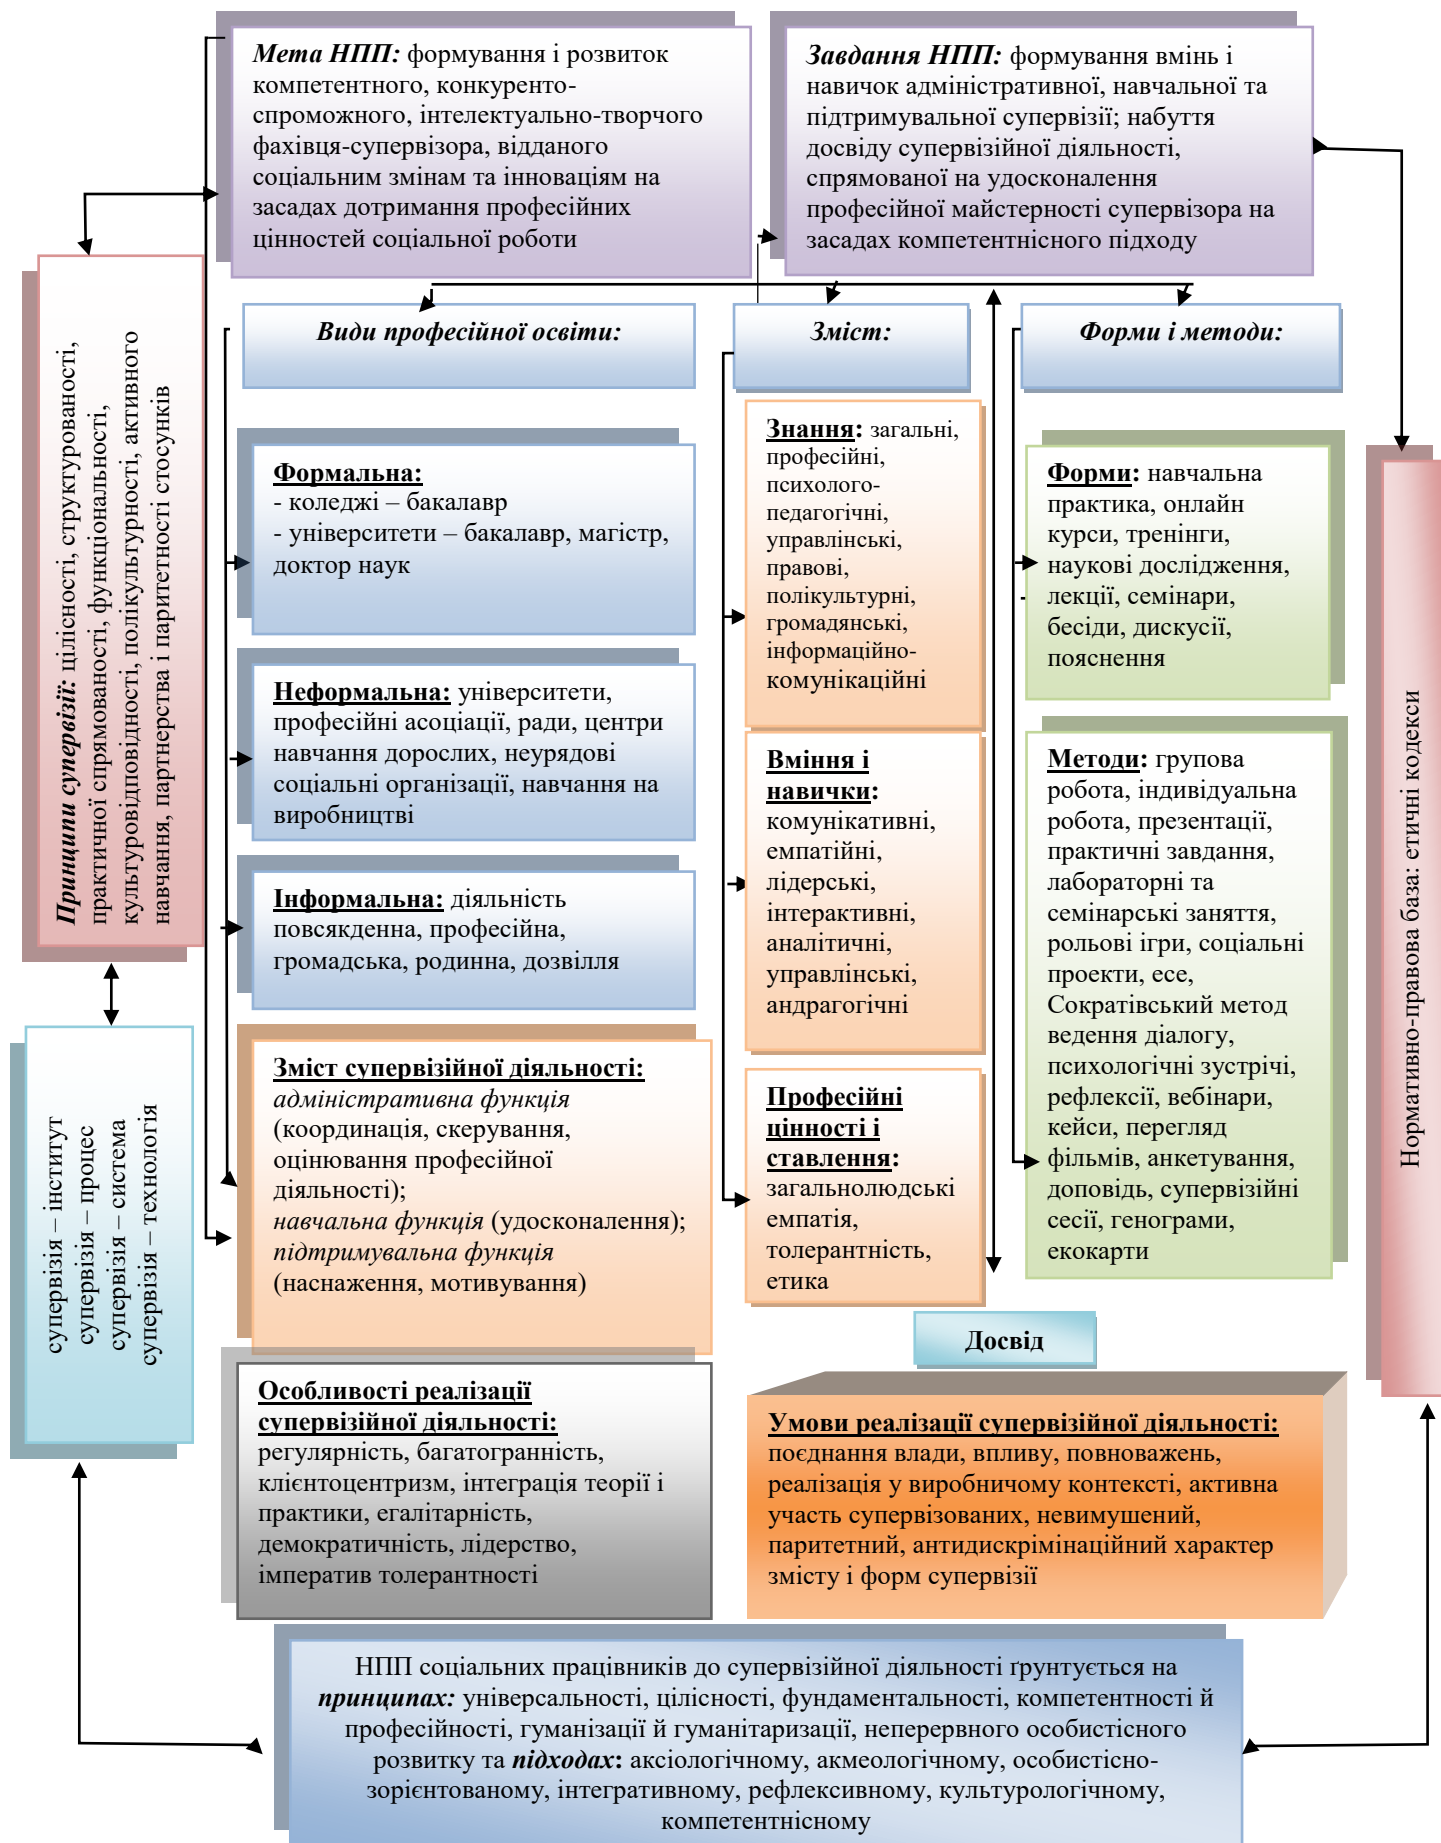 Мета НПП: формування і розвиток
компетентного, конкуренто-
спроможного, інтелектуально-творчого
фахівця-супервізора, відданого
соціальним змінам та інноваціям на
засадах дотримання професійних
цінностей соціальної роботи
Завдання НПП: формування вмінь і
навичок адміністративної, навчальної та
підтримувальної супервізії; набуття
досвіду супервізійної діяльності,
спрямованої на удосконалення
професійної майстерності супервізора на
засадах компетентнісного підходу
Принципи супервізії: цілісності, структурованості,
практичної спрямованості, функціональності,
культуровідповідності, полікультурності, активного
навчання, партнерства і паритетності стосунків
супервізія – інститут
супервізія – процес
супервізія – система
супервізія – технологія
Види професійної освіти:
Формальна:
- коледжі – бакалавр
- університети – бакалавр, магістр,
доктор наук
Неформальна: університети,
професійні асоціації, ради, центри
навчання дорослих, неурядові
соціальні організації, навчання на
виробництві
Інформальна: діяльність
повсякденна, професійна,
громадська, родинна, дозвілля
Зміст супервізійної діяльності:
адміністративна функція
(координація, скерування,
оцінювання професійної
діяльності);
навчальна функція (удосконалення);
підтримувальна функція
(наснаження, мотивування)
Особливості реалізації
супервізійної діяльності:
регулярність, багатогранність,
клієнтоцентризм, інтеграція теорії і
практики, егалітарність,
демократичність, лідерство,
імператив толерантності
Зміст:
Знання: загальні,
професійні,
психолого-
педагогічні,
управлінські,
правові,
полікультурні,
громадянські,
інформаційно-
комунікаційні
Вміння і
навички:
комунікативні,
емпатійні,
лідерські,
інтерактивні,
аналітичні,
управлінські,
андрагогічні
Професійні
цінності і
ставлення:
загальнолюдські
емпатія,
толерантність,
етика
Форми і методи:
Форми: навчальна
практика, онлайн
курси, тренінги,
наукові дослідження,
лекції, семінари,
бесіди, дискусії,
пояснення
Методи: групова
робота, індивідуальна
робота, презентації,
практичні завдання,
лабораторні та
семінарські заняття,
рольові ігри, соціальні
проекти, есе,
Сократівський метод
ведення діалогу,
психологічні зустрічі,
рефлексії, вебінари,
кейси, перегляд
фільмів, анкетування,
доповідь, супервізійні
сесії, генограми,
екокарти
Досвід
Умови реалізації супервізійної діяльності:
поєднання влади, впливу, повноважень,
реалізація у виробничому контексті, активна
участь супервізованих, невимушений,
паритетний, антидискрімінаційний характер
змісту і форм супервізії
Нормативно-правова база: етичні кодекси
НПП соціальних працівників до супервізійної діяльності ґрунтується на
принципах: універсальності, цілісності, фундаментальності, компетентності й
професійності, гуманізації й гуманітаризації, неперервного особистісного
розвитку та підходах: аксіологічному, акмеологічному, особистісно-
зорієнтованому, інтегративному, рефлексивному, культурологічному,
компетентнісному